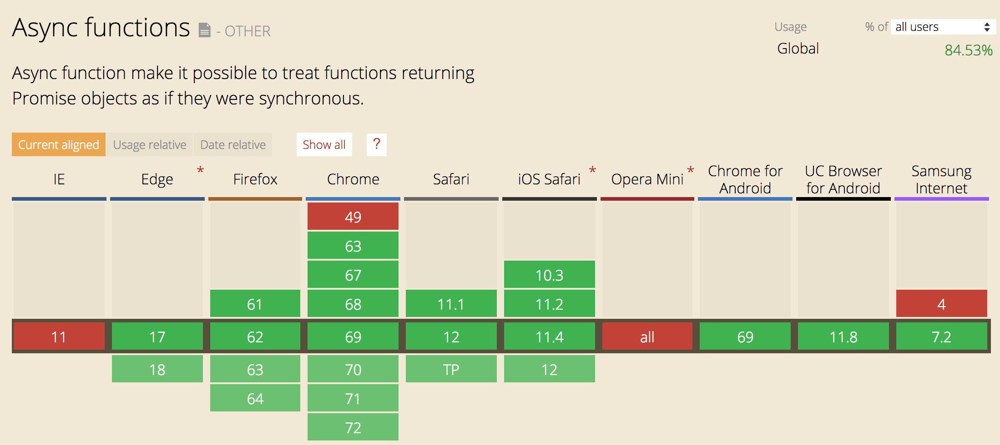 Async functions - OTHER
Usage % of all users
Global 84.53%
Async function make it possible to treat functions returning
Promise objects as if they were synchronous.
Current aligned Usage relative Date relative Show all ?
IE Edge * Firefox Chrome Safari iOS Safari * Opera Mini * Chrome for Android UC Browser for Android Samsung Internet
49
63
67 10.3
61 68 11.1 11.2 4
11 17 62 69 12 11.4 all 69 11.8 7.2
18 63 70 TP 12
64 71
72